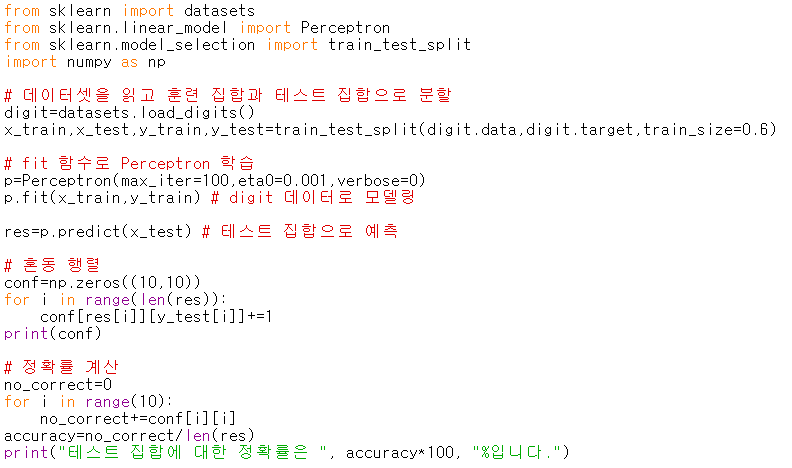 from sklearn import datasets
from sklearn.linear_model import Perceptron
from sklearn.model_selection import train_test_split
import numpy as np
# 데이터셋을 읽고 훈련 집합과 테스트 집합으로 분할
digit=datasets.load_digits()
x_train,x_test,y_train,y_test=train_test_split(digit.data,digit.target,train_size=0.6)
# fit 함수로 Perceptron 학습
p=Perceptron(max_iter=100,eta0=0.001,verbose=0)
p.fit(x_train,y_train) # digit 데이터로 모델링
res=p.predict(x_test) # 테스트 집합으로 예측
# 혼동 행렬
conf=np.zeros((10,10))
for i in range(len(res)):
    conf[res[i]][y_test[i]]+=1
print(conf)
# 정확률 계산
no_correct=0
for i in range(10):
    no_correct+=conf[i][i]
accuracy=no_correct/len(res)
print("테스트 집합에 대한 정확률은 ", accuracy*100, "%입니다.")